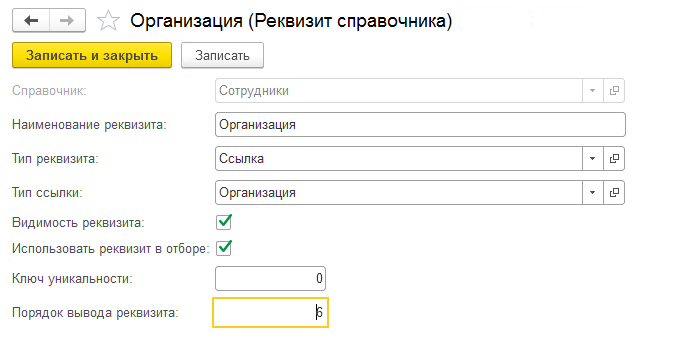 Организация (Реквизит справочника)
Записать и закрыть Записать
Справочник: Сотрудники
Наименование реквизита: Организация
Тип реквизита: Ссылка
Тип ссылки: Организация
Видимость реквизита:
Использовать реквизит в отборе:
Ключ уникальности: 0
Порядок вывода реквизита: 6